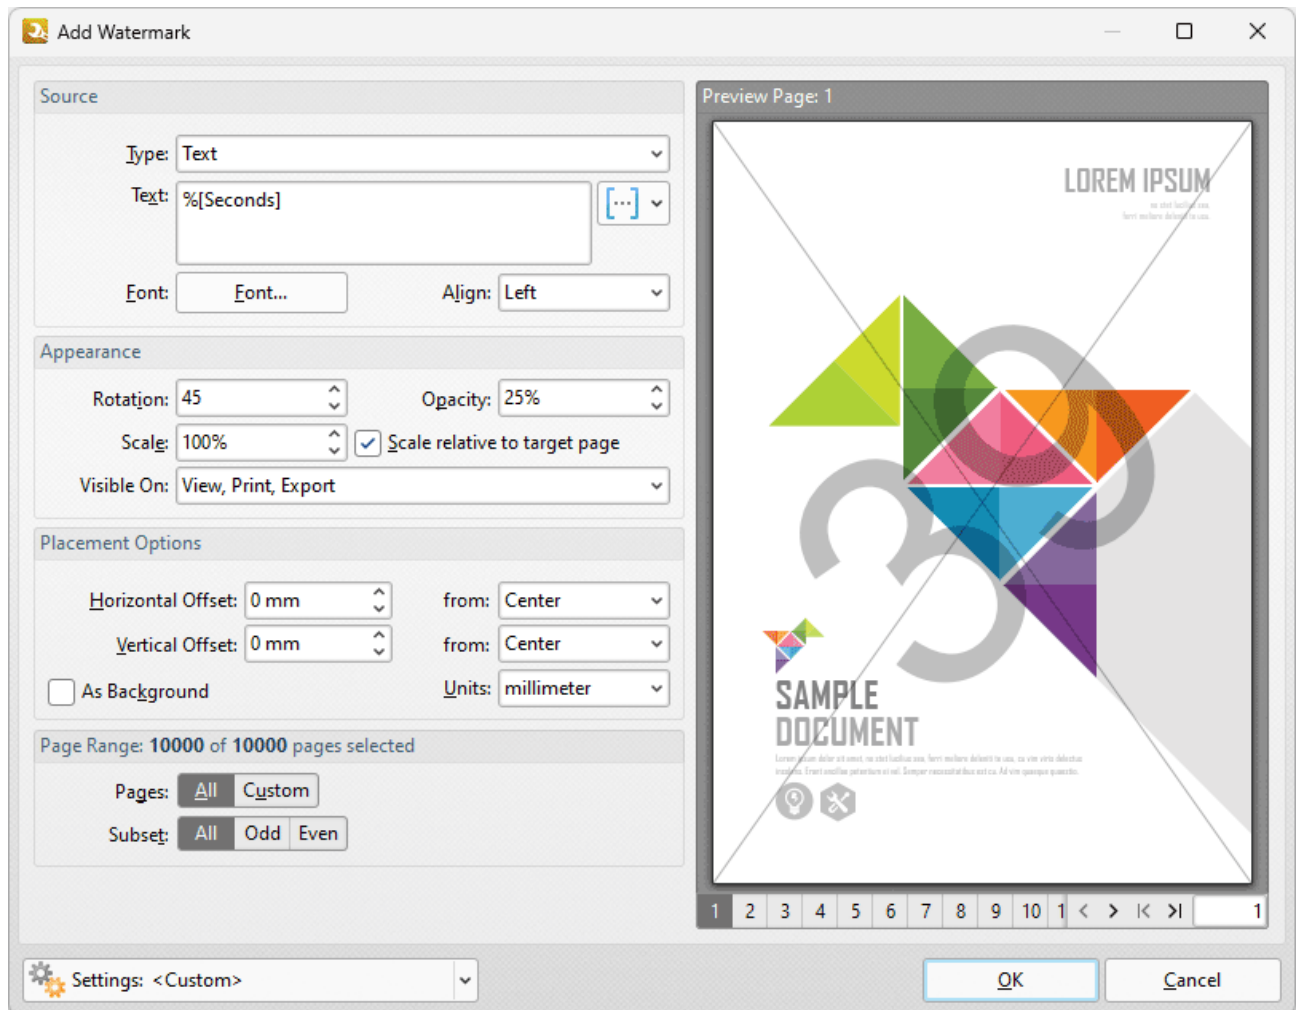 Add Watermark
Source
Type: Text
Text: %[Seconds]
[...]
Font: Font... Align: Left
Appearance
Rotation: 45 Opacity: 25%
Scale: 100% Scale relative to target page
Visible On: View, Print, Export
Placement Options
Horizontal Offset: 0 mm from: Center
Vertical Offset: 0 mm from: Center
As Background Units: millimeter
Page Range: 10000 of 10000 pages selected
Pages: All Custom
Subset: All Odd Even
Preview Page: 1
LOREM IPSUM
30
SAMPLE
DOCUMENT
1 2 3 4 5 6 7 8 9 10 1 1
Settings: <Custom>
OK Cancel